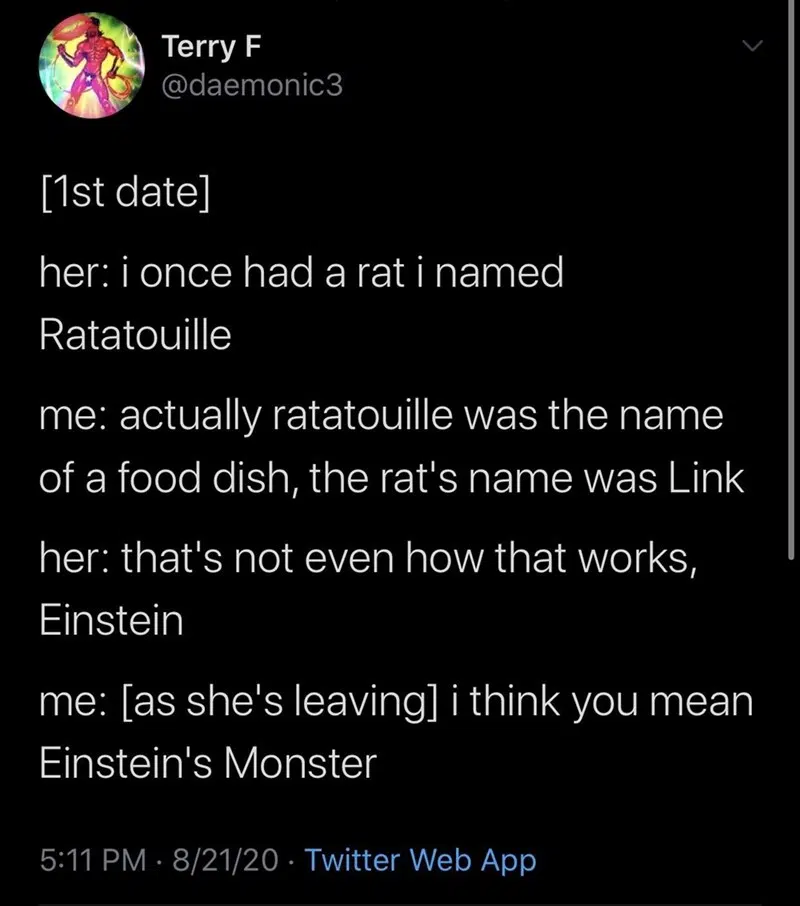 Terry F
@daemonic3
[1st date]
her: i once had a rat i named
Ratatouille
me: actually ratatouille was the name
of a food dish, the rat's name was Link
her: that's not even how that works,
Einstein
me: [as she's leaving] i think you mean
Einstein's Monster
5:11 PM · 8/21/20 · Twitter Web App